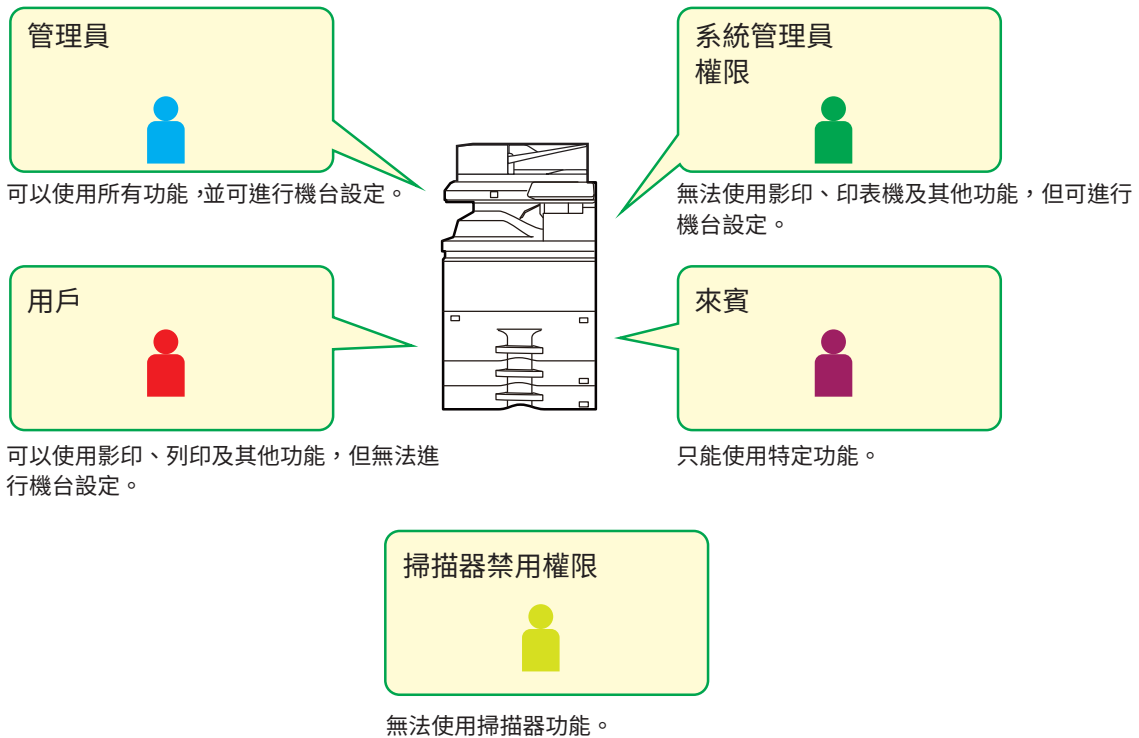 管理員
可以使用所有功能，並可進行機台設定。
系統管理員
權限
無法使用影印、印表機及其他功能，但可進行
機台設定。
用戶
可以使用影印、列印及其他功能，但無法進
行機台設定。
來賓
只能使用特定功能。
掃描器禁用權限
無法使用掃描器功能。